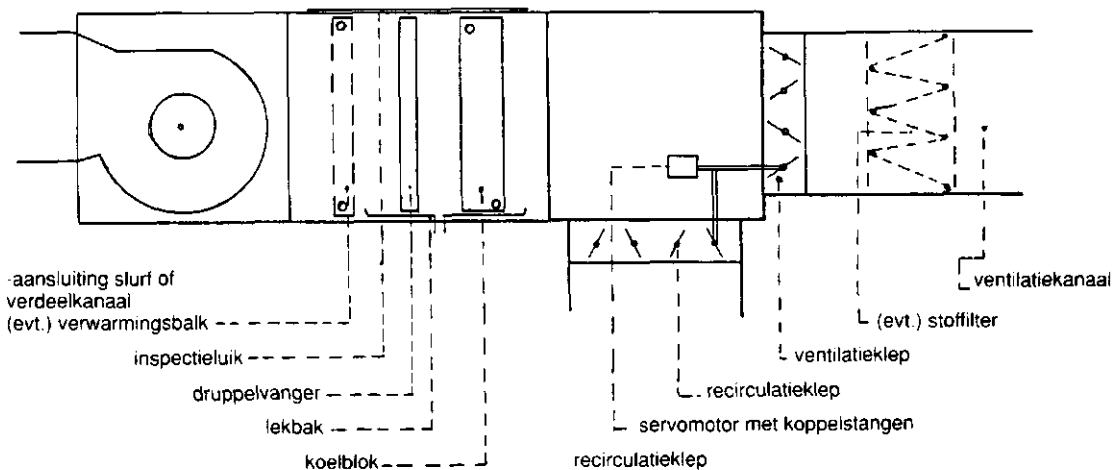 -aansluiting slurf of
verdeelkanaal
(evt.) verwarmingsbalk
inspectieluik
druppelvanger
lekbak
koelblok
ventilatiekanaal
(evt.) stoffilter
ventilatieklep
recirculatieklep
servomotor met koppelstangen
recirculatieklep